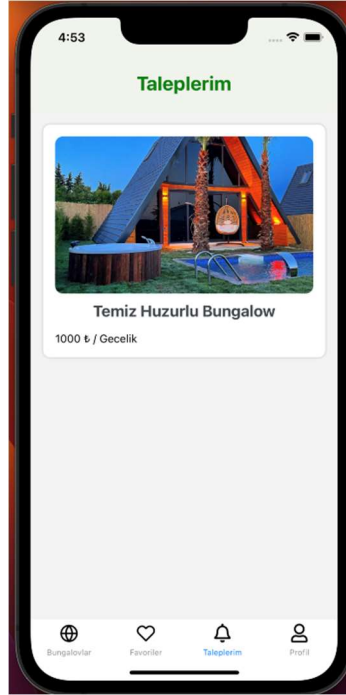 4:53
Taleplerim
Temiz Huzurlu Bungalow
1000 ₺ / Gecelik
Bungalovlar
Favoriler
Taleplerim
Profil